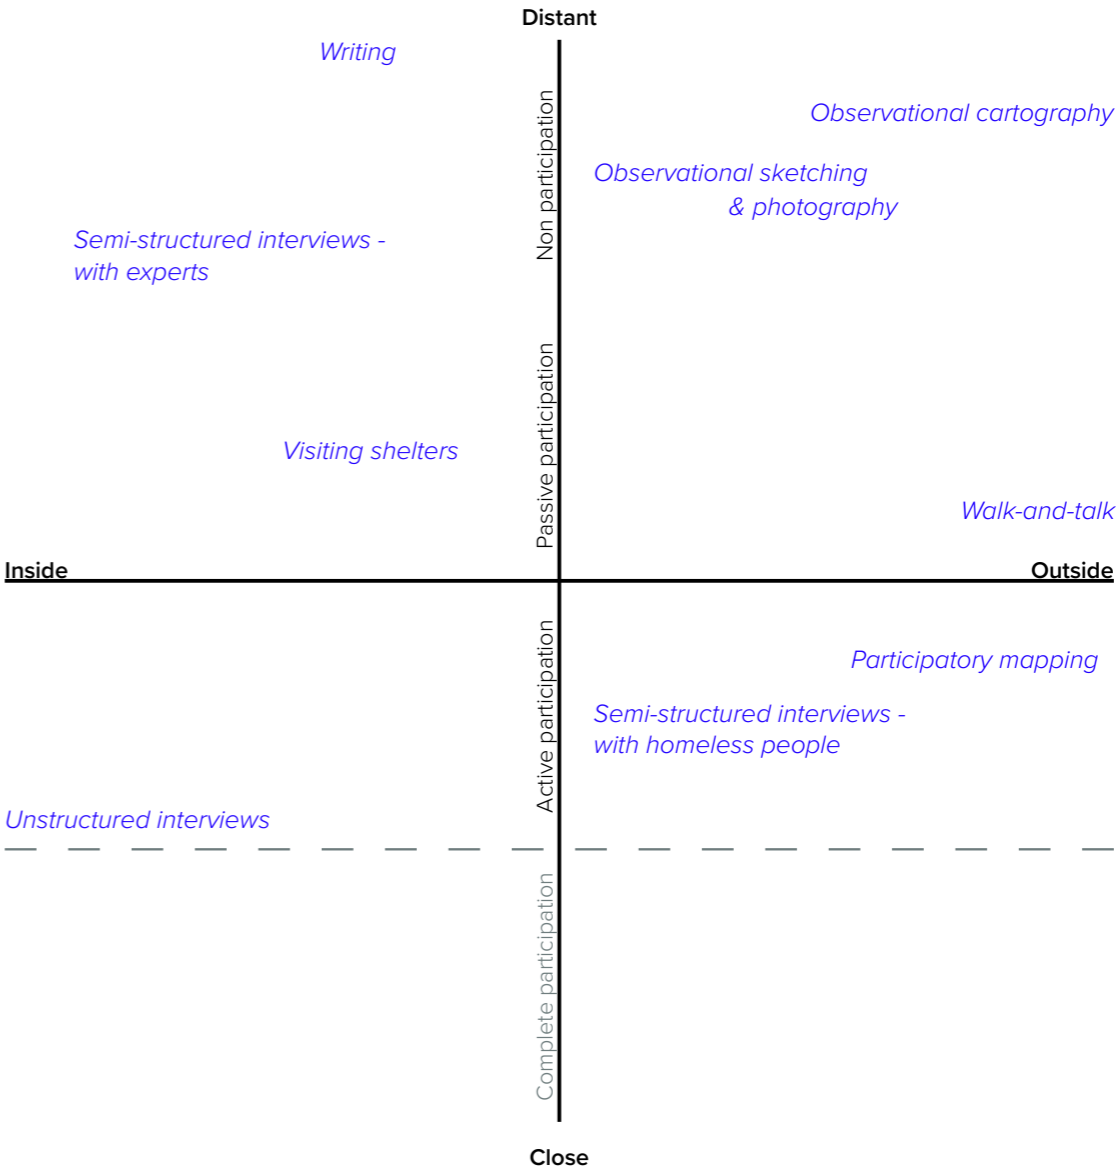 Distant
Writing
Observational cartography
Non participation
Observational sketching
& photography
Semi-structured interviews -
with experts
Passive participation
Visiting shelters
Walk-and-talk
Inside
Outside
Active participation
Participatory mapping
Semi-structured interviews -
with homeless people
Unstructured interviews
Complete participation
Close